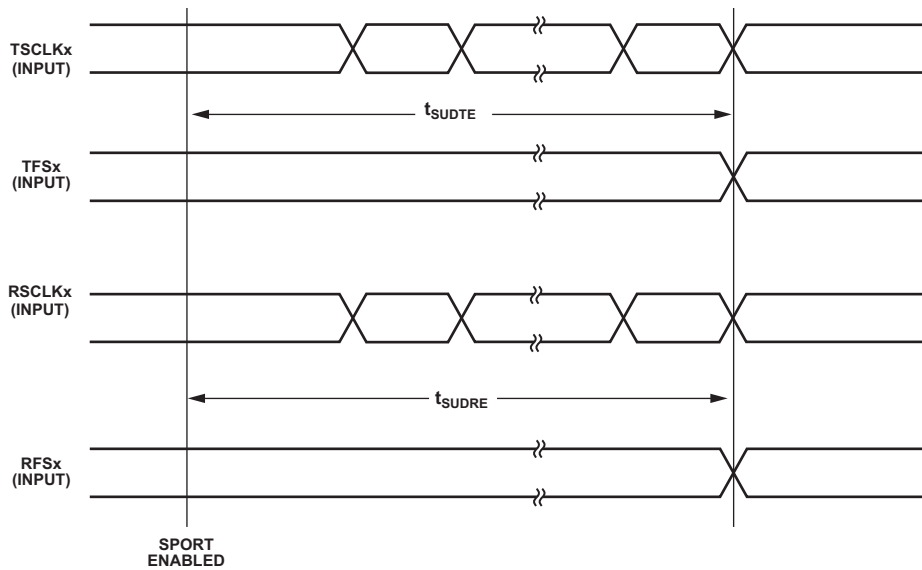 TSCLKx
(INPUT)
tSUDTE
TFSx
(INPUT)
RSCLKx
(INPUT)
tSUDRE
RFSx
(INPUT)
SPORT
ENABLED